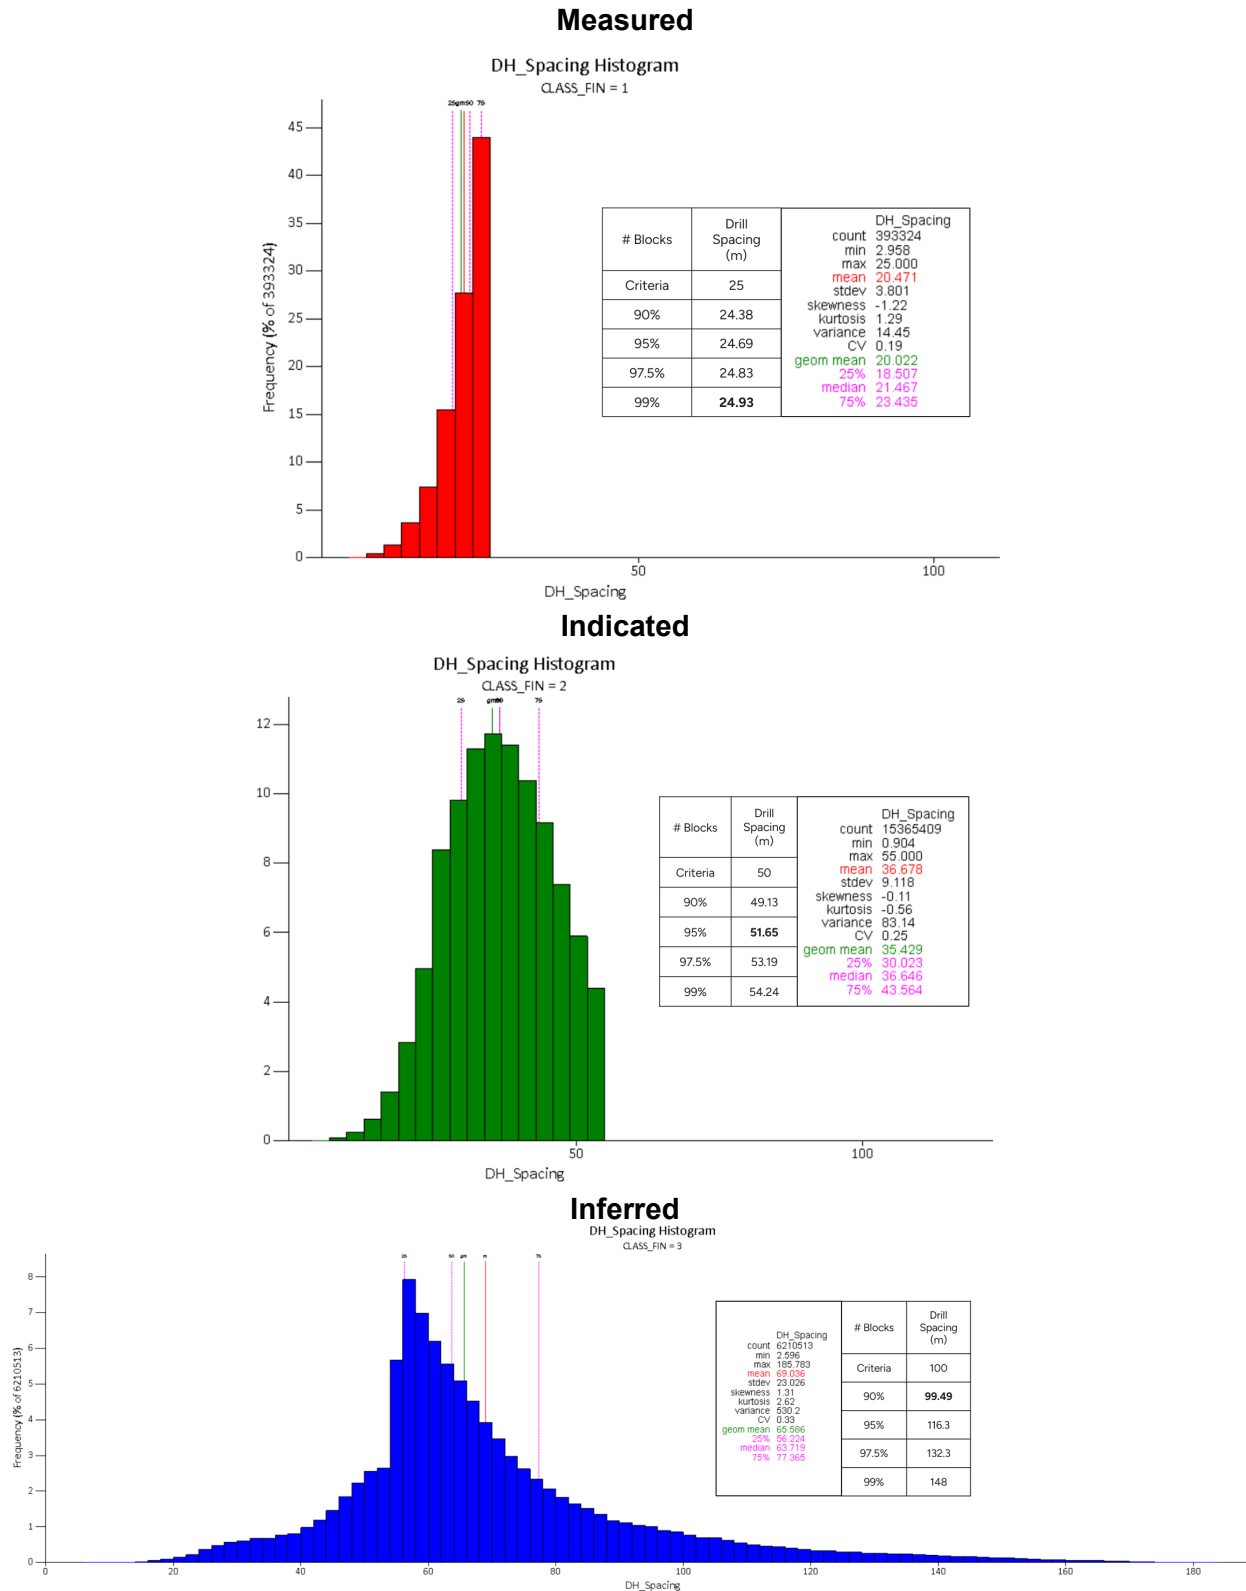 Measured
DH_Spacing Histogram
CLASS_FIN = 1
25gm50 75
45
40
35
30
25
20
15
10
5
0
Frequency (% of 393324)
50
100
DH_Spacing
# Blocks Drill Spacing (m)
Criteria 25
90% 24.38
95% 24.69
97.5% 24.83
99% 24.93
DH_Spacing
count 393324
min 2.958
max 25.000
mean 20.471
stdev 3.801
skewness -1.22
kurtosis 1.29
variance 14.45
CV 0.19
geom mean 20.022
25% 18.507
median 21.467
75% 23.435
Indicated
DH_Spacing Histogram
CLASS_FIN = 2
25 75
12
10
8
6
4
2
0
50
100
DH_Spacing
# Blocks Drill Spacing (m)
Criteria 50
90% 49.13
95% 51.65
97.5% 53.19
99% 54.24
DH_Spacing
count 15365409
min 0.904
max 55.000
mean 36.678
stdev 9.118
skewness -0.11
kurtosis -0.56
variance 83.14
CV 0.25
geom mean 35.429
25% 30.023
median 36.646
75% 43.564
Inferred
DH_Spacing Histogram
CLASS_FIN = 3
25 50 gm m 75
8
7
6
5
4
3
2
1
0
Frequency (% of 6210513)
0 20 40 60 80 100 120 140 160 180
DH_Spacing
DH_Spacing
count 6210513
min 2.596
max 185.783
mean 69.036
stdev 23.026
skewness 1.31
kurtosis 2.62
variance 530.2
CV 0.33
geom mean 65.586
25% 56.224
median 63.719
75% 77.365
# Blocks Drill Spacing (m)
Criteria 100
90% 99.49
95% 116.3
97.5% 132.3
99% 148